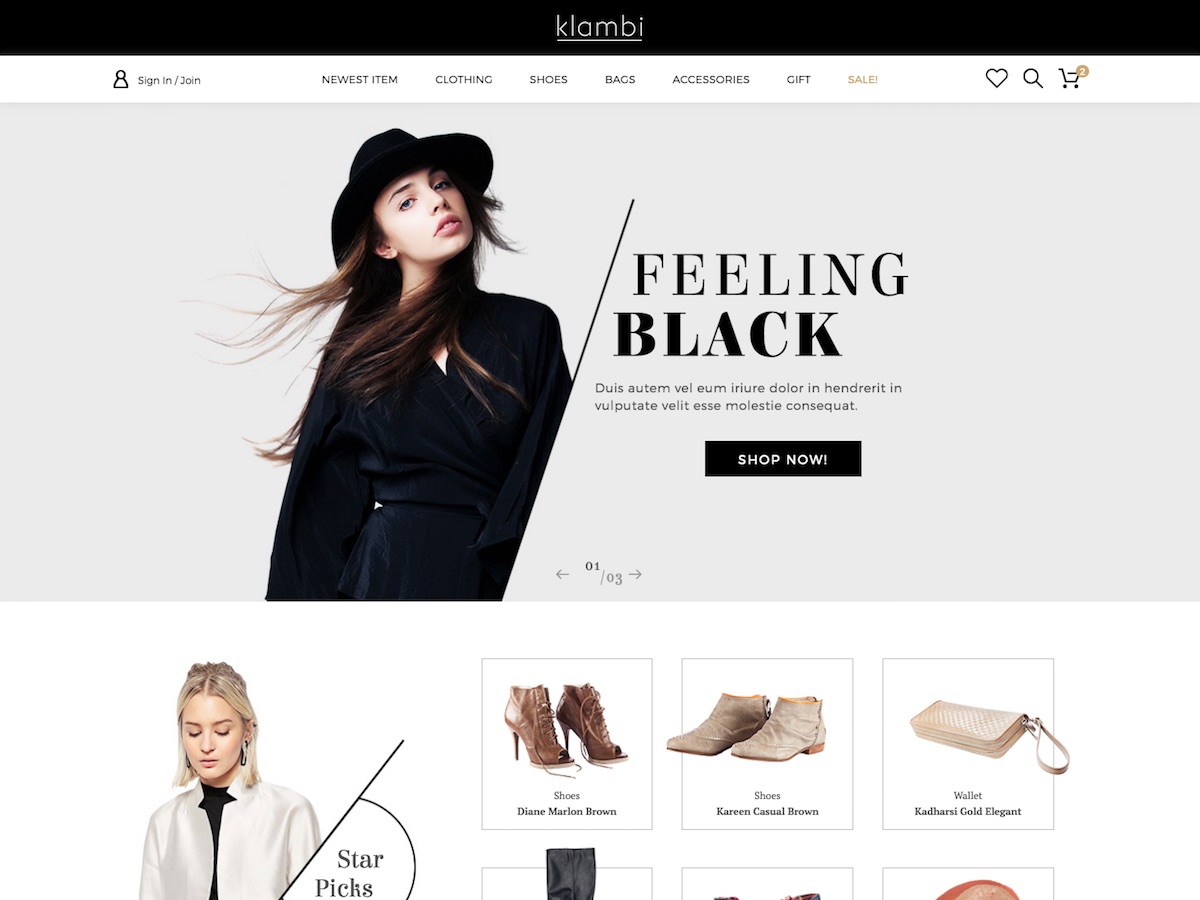 klambi
Sign In / Join
NEWEST ITEM
CLOTHING
SHOES
BAGS
ACCESSORIES
GIFT
SALE!
2
FEELING
BLACK
Duis autem vel eum iriure dolor in hendrerit in
vulputate velit esse molestie consequat.
SHOP NOW!
01
/03
Star
Picks
Shoes
Diane Marlon Brown
Shoes
Kareen Casual Brown
Wallet
Kadharsi Gold Elegant